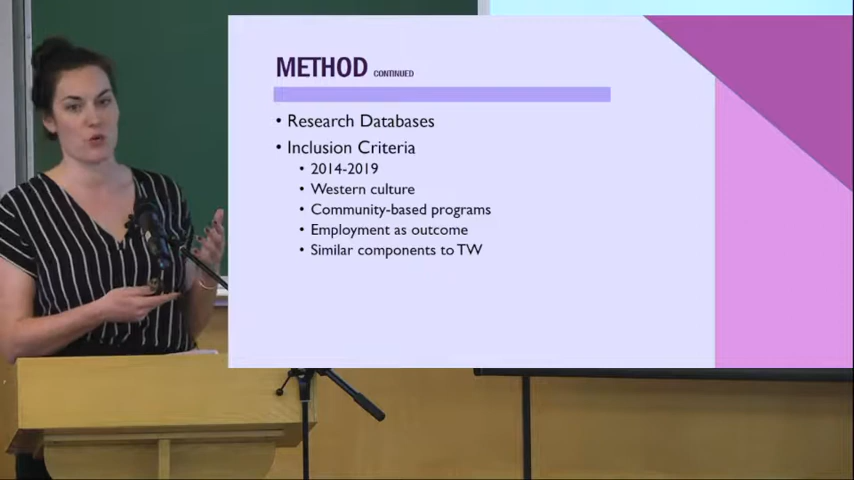 METHOD CONTINUED
• Research Databases
• Inclusion Criteria
• 2014-2019
• Western culture
• Community-based programs
• Employment as outcome
• Similar components to TW